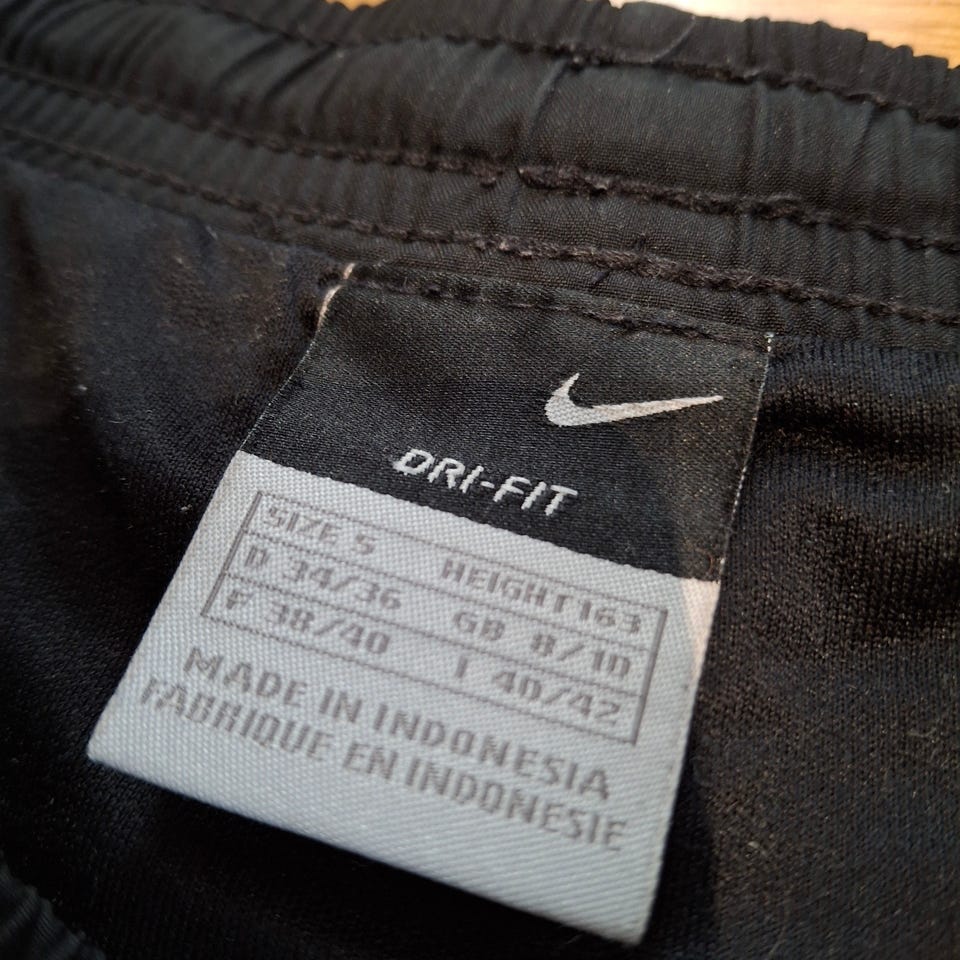 DRI-FIT
SIZE S HEIGHT 163
D 34/36 GB 8/10
F 38/40 I 40/42
MADE IN INDONESIA
FABRIQUE EN INDONESIE